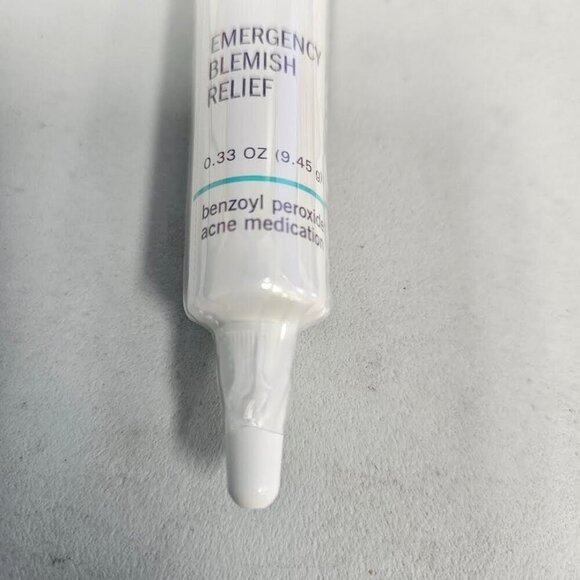 EMERGENCY
BLEMISH
RELIEF
0.33 OZ (9.45 g)
benzoyl peroxide
acne medication